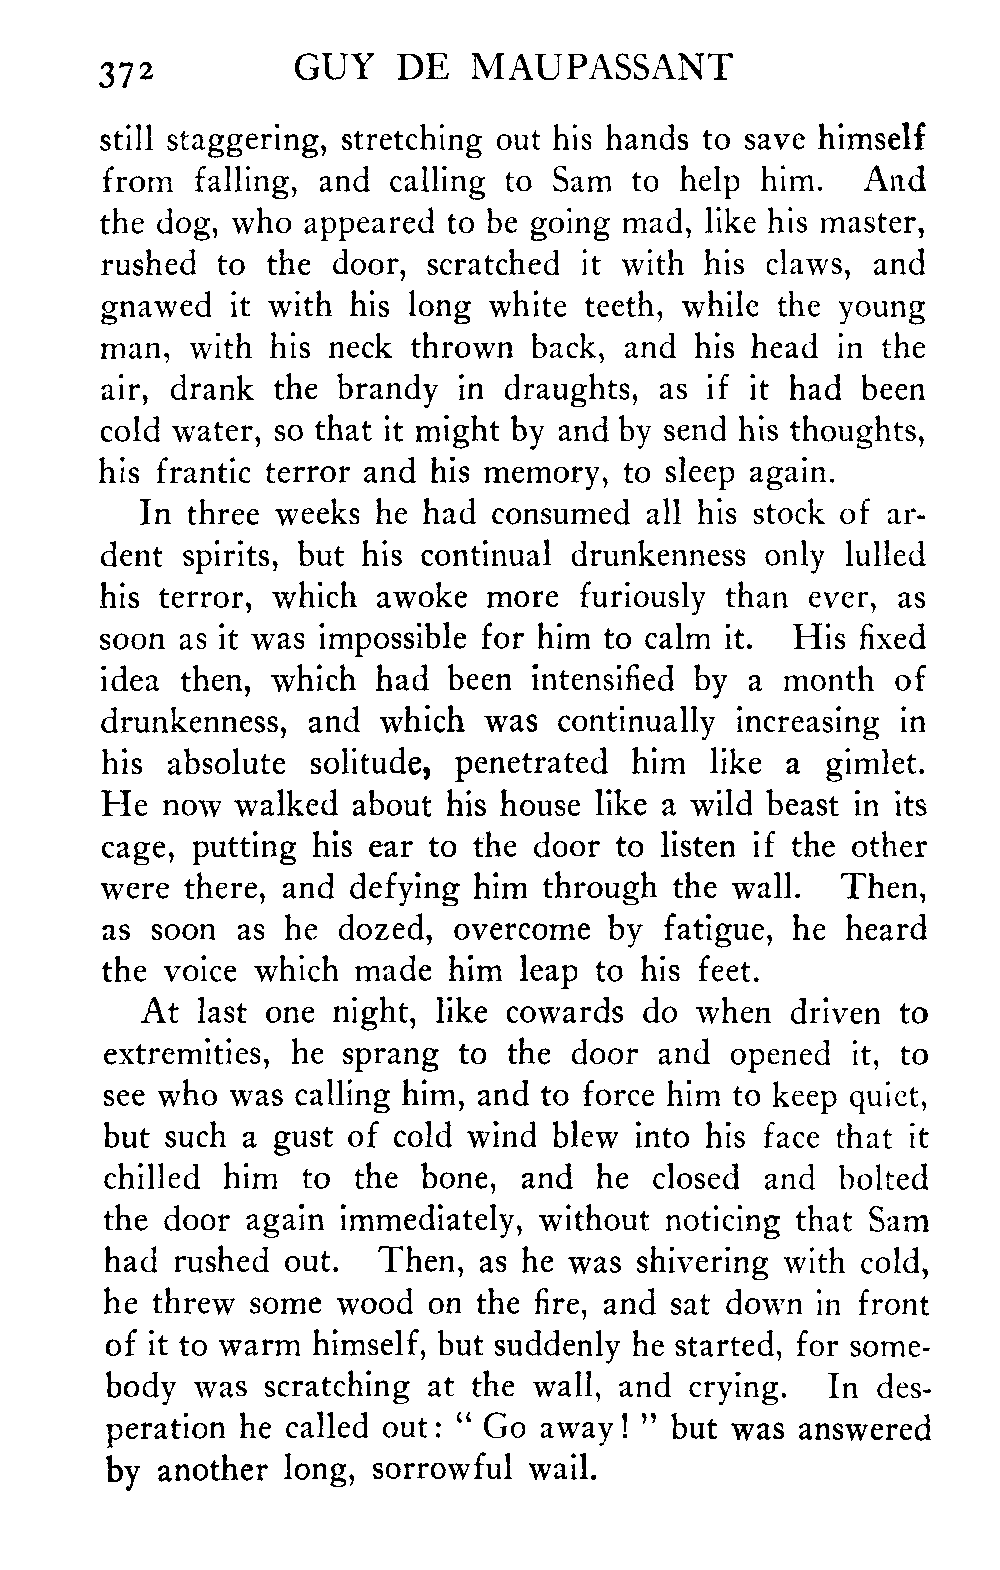 372 GUY DE MAUPASSANT
still staggering, stretching out his hands to save himself
from falling, and calling to Sam to help him. And
the dog, who appeared to be going mad, like his master,
rushed to the door, scratched it with his claws, and
gnawed it with his long white teeth, while the young
man, with his neck thrown back, and his head in the
air, drank the brandy in draughts, as if it had been
cold water, so that it might by and by send his thoughts,
his frantic terror and his memory, to sleep again.
In three weeks he had consumed all his stock of ar-
dent spirits, but his continual drunkenness only lulled
his terror, which awoke more furiously than ever, as
soon as it was impossible for him to calm it. His fixed
idea then, which had been intensified by a month of
drunkenness, and which was continually increasing in
his absolute solitude, penetrated him like a gimlet.
He now walked about his house like a wild beast in its
cage, putting his ear to the door to listen if the other
were there, and defying him through the wall. Then,
as soon as he dozed, overcome by fatigue, he heard
the voice which made him leap to his feet.
At last one night, like cowards do when driven to
extremities, he sprang to the door and opened it, to
see who was calling him, and to force him to keep quiet,
but such a gust of cold wind blew into his face that it
chilled him to the bone, and he closed and bolted
the door again immediately, without noticing that Sam
had rushed out. Then, as he was shivering with cold,
he threw some wood on the fire, and sat down in front
of it to warm himself, but suddenly he started, for some-
body was scratching at the wall, and crying. In des-
peration he called out: “ Go away! ” but was answered
by another long, sorrowful wail.